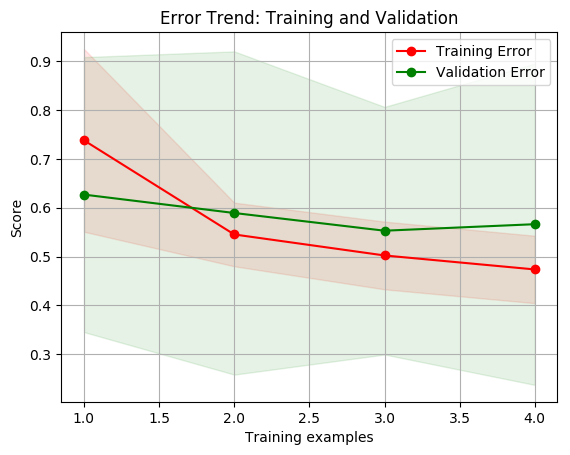 Error Trend: Training and Validation
Training Error
Validation Error
Score
0.9
0.8
0.7
0.6
0.5
0.4
0.3
1.0 1.5 2.0 2.5 3.0 3.5 4.0
Training examples